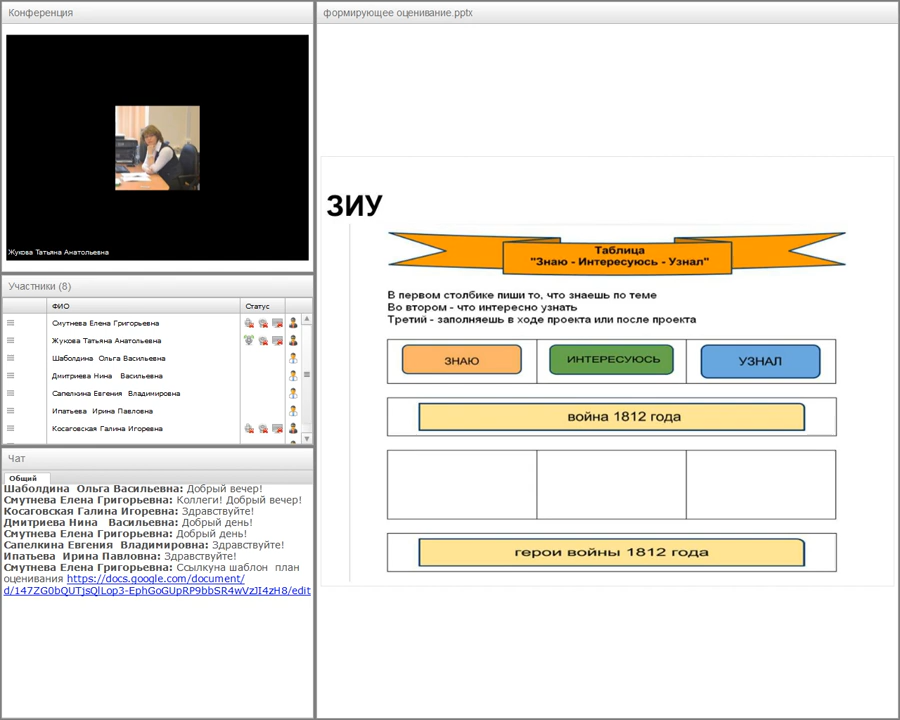 Конференция
Жукова Татьяна Анатольевна
Участники (8)
ФИО
Статус
Смутнева Елена Григорьевна
Жукова Татьяна Анатольевна
Шаболдина Ольга Васильевна
Дмитриева Нина Васильевна
Сапелкина Евгения Владимировна
Ипатьева Ирина Павловна
Косаговская Галина Игоревна
Чат
Общий
Шаболдина Ольга Васильевна: Добрый вечер!
Смутнева Елена Григорьевна: Коллеги! Добрый вечер!
Косаговская Галина Игоревна: Здравствуйте!
Дмитриева Нина Васильевна: Добрый день!
Смутнева Елена Григорьевна: Добрый день!
Сапелкина Евгения Владимировна: Здравствуйте!
Ипатьева Ирина Павловна: Здравствуйте!
Смутнева Елена Григорьевна: Ссылкуна шаблон план
оценивания https://docs.google.com/document/
d/147ZG0bQUTjsQlLop3-EphGoGUpRP9bbSR4wVzJI4zH8/edit
формирующее оценивание.pptx
ЗИУ
Таблица
"Знаю - Интересуюсь - Узнал"
В первом столбике пиши то, что знаешь по теме
Во втором - что интересно узнать
Третий - заполняешь в ходе проекта или после проекта
ЗНАЮ
ИНТЕРЕСУЮСЬ
УЗНАЛ
война 1812 года
герои войны 1812 года